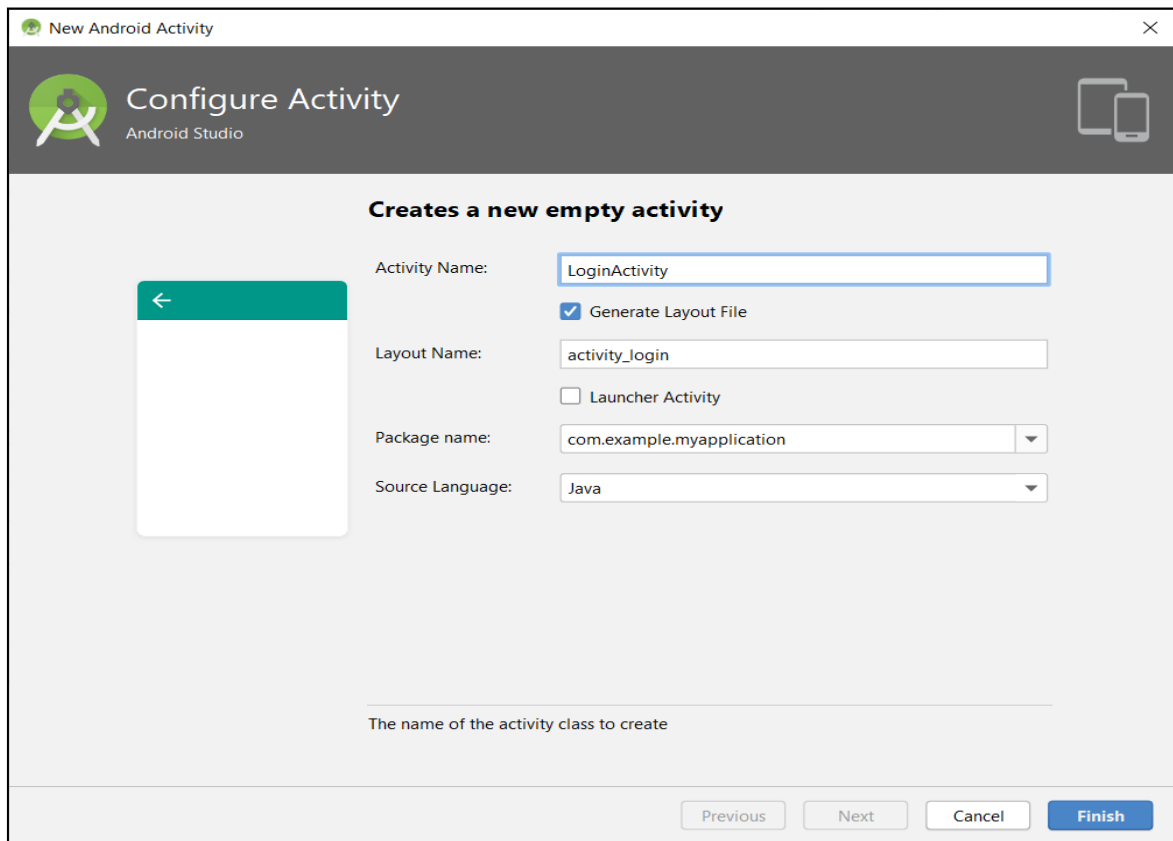 New Android Activity
Configure Activity
Android Studio
Creates a new empty activity
Activity Name: LoginActivity
Generate Layout File
Layout Name: activity_login
Launcher Activity
Package name: com.example.myapplication
Source Language: Java
The name of the activity class to create
Previous Next Cancel Finish